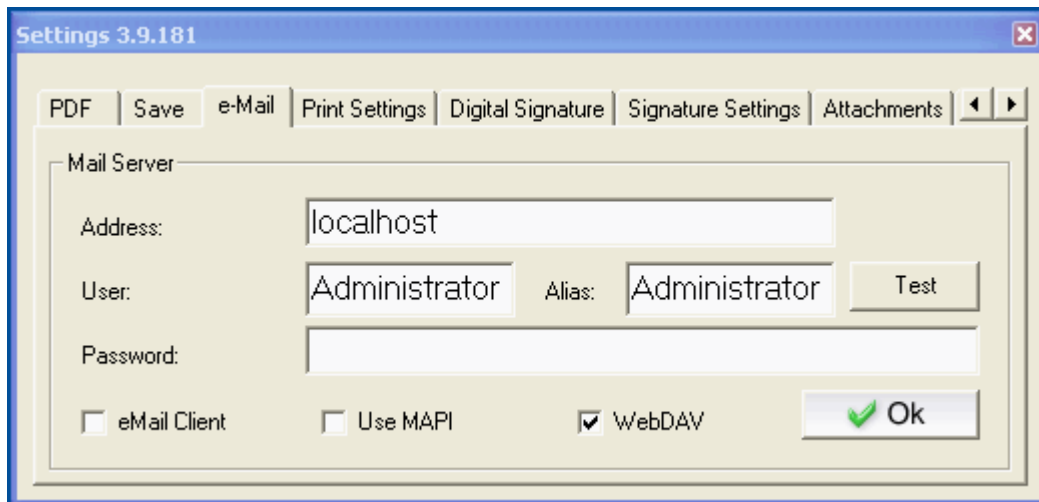 Settings 3.9.181
PDF Save e-Mail Print Settings Digital Signature Signature Settings Attachments
Mail Server
Address: localhost
User: Administrator Alias: Administrator Test
Password:
eMail Client Use MAPI WebDAV Ok